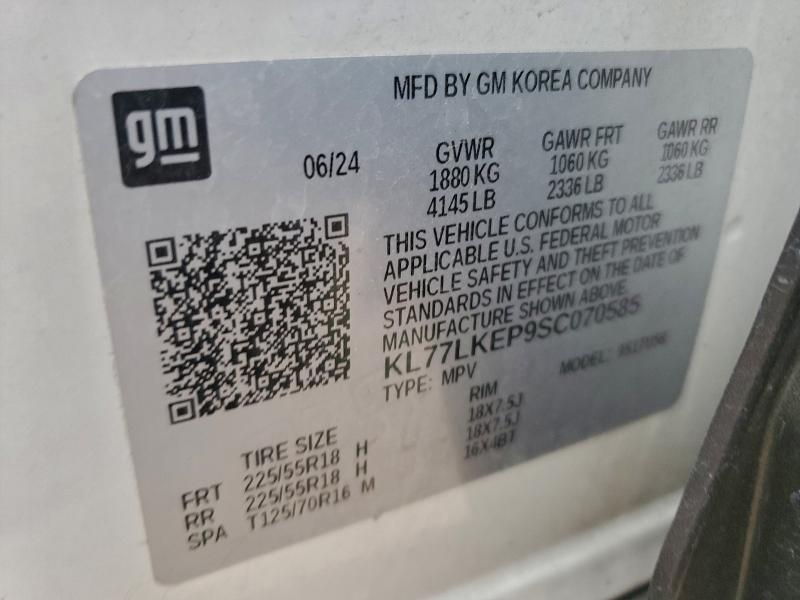 gm
MFD BY GM KOREA COMPANY
06/24
GVWR GAWR FRT GAWR RR
1880 KG 1060 KG 1060 KG
4145 LB 2336 LB 2336 LB
THIS VEHICLE CONFORMS TO ALL
APPLICABLE U.S. FEDERAL MOTOR
VEHICLE SAFETY AND THEFT PREVENTION
STANDARDS IN EFFECT ON THE DATE OF
MANUFACTURE SHOWN ABOVE.
KL77LKEP9SC070585
TYPE: MPV MODEL:
TIRE SIZE RIM
FRT 225/55R18 H 18X7.5J
RR 225/55R18 H 18X7.5J
SPA T125/70R16 M 16X4BT